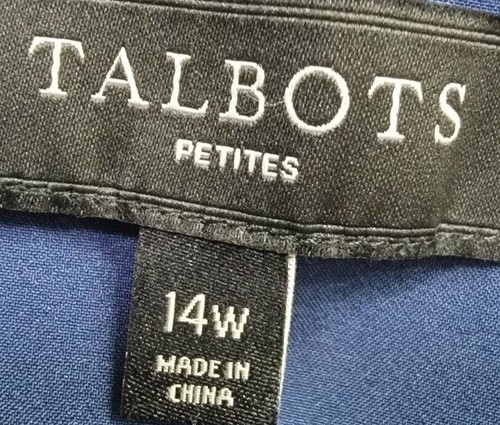 TALBOTS
PETITES
14W
MADE IN
CHINA